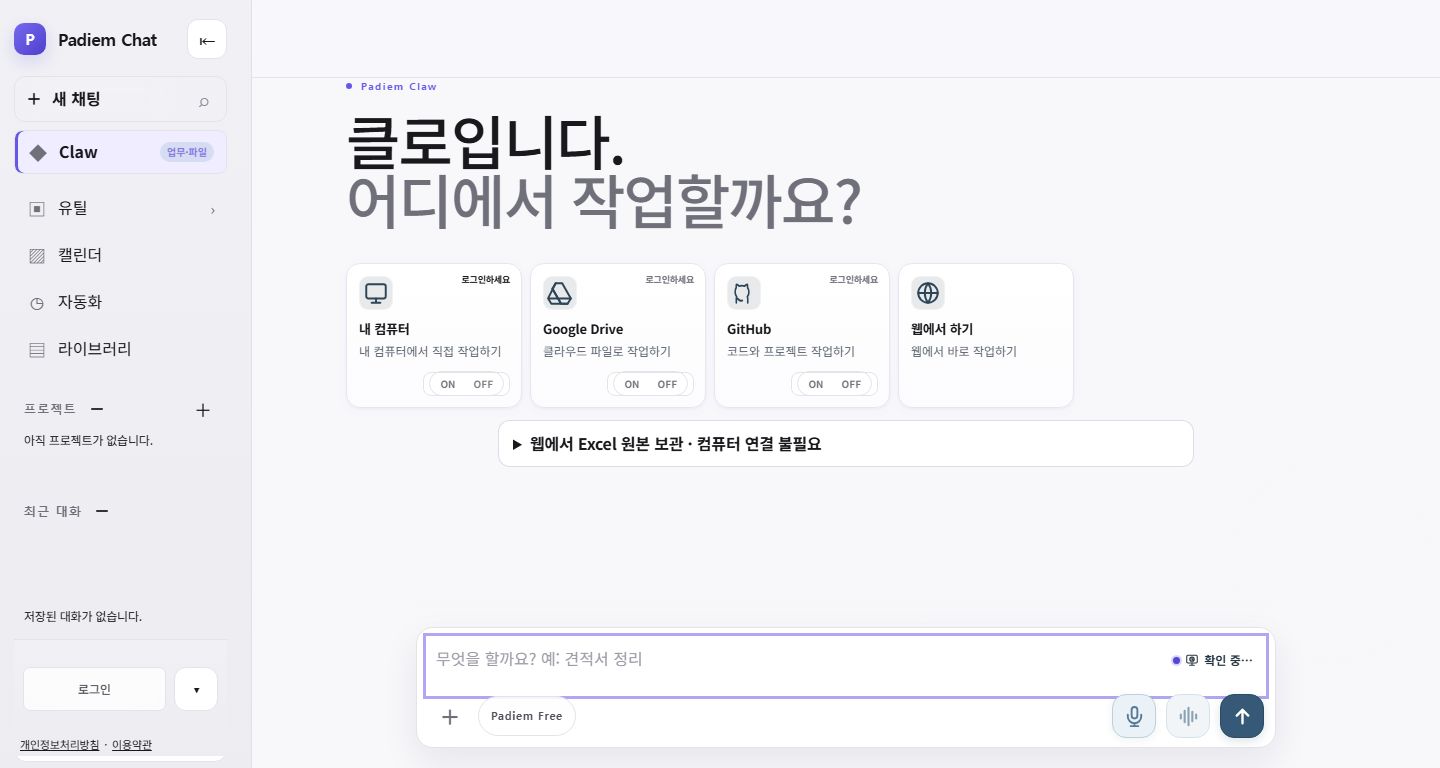 P Padiem Chat
+ 새 채팅
Claw 업무·파일
유틸
캘린더
자동화
라이브러리
프로젝트
아직 프로젝트가 없습니다.
최근 대화
저장된 대화가 없습니다.
로그인
개인정보처리방침 · 이용약관
Padiem Claw
클로입니다.
어디에서 작업할까요?
로그인하세요
내 컴퓨터
내 컴퓨터에서 직접 작업하기
ON OFF
로그인하세요
Google Drive
클라우드 파일로 작업하기
ON OFF
로그인하세요
GitHub
코드와 프로젝트 작업하기
ON OFF
웹에서 하기
웹에서 바로 작업하기
웹에서 Excel 원본 보관 · 컴퓨터 연결 불필요
무엇을 할까요? 예: 견적서 정리
확인 중…
Padiem Free